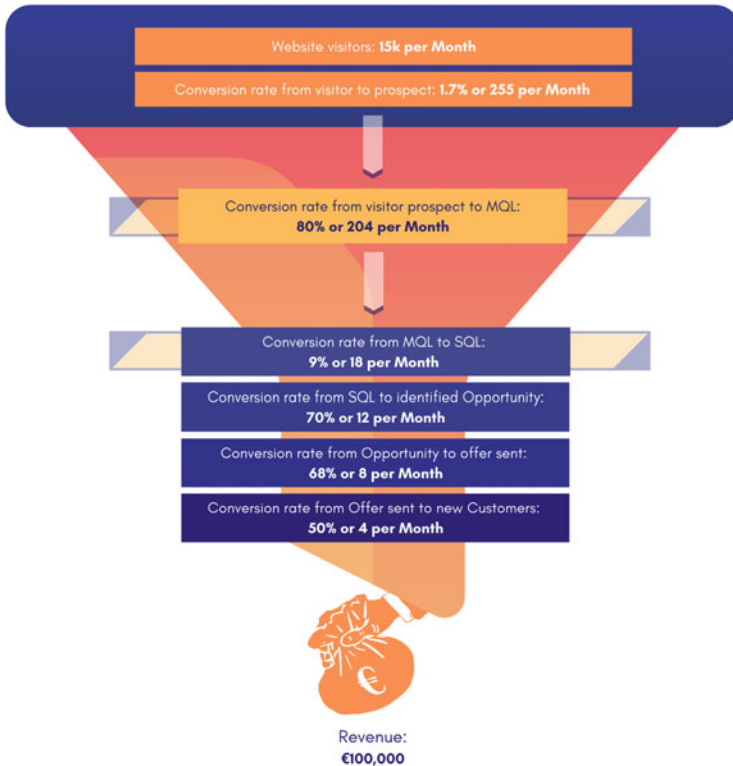 Website visitors: 15k per Month
Conversion rate from visitor to prospect: 1.7% or 255 per Month
Conversion rate from visitor prospect to MQL:
80% or 204 per Month
Conversion rate from MQL to SQL:
9% or 18 per Month
Conversion rate from SQL to identified Opportunity:
70% or 12 per Month
Conversion rate from Opportunity to offer sent:
68% or 8 per Month
Conversion rate from Offer sent to new Customers:
50% or 4 per Month
€
Revenue:
€100,000